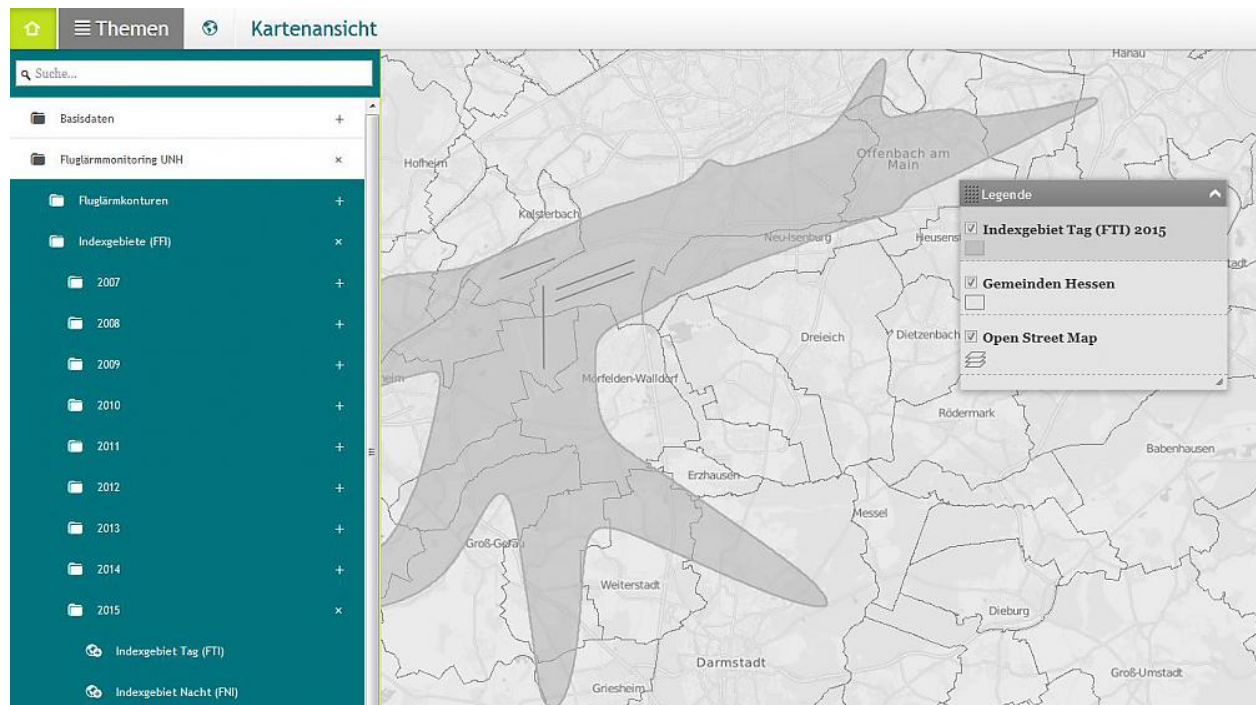 Themen
Kartenansicht
Suche...
Basisdaten
+
Fluglärmmonitoring UNH
×
Fluglärmkonturen
+
Indexgebiete (FFI)
×
2007
+
2008
+
2009
+
2010
+
2011
+
2012
+
2013
+
2014
+
2015
×
Indexgebiet Tag (FTI)
Indexgebiet Nacht (FNI)
Hanau
Hofheim
Offenbach am
Main
Kelsterbach
Neu-Isenburg
Heusens
Dreieich
Dietzenbach
Mörfelden-Walldorf
Rödermark
Babenhausen
Erzhausen
Messel
Groß-Gerau
Weiterstadt
Dieburg
Darmstadt
Griesheim
Groß-Umstadt
Legende
Indexgebiet Tag (FTI) 2015
Gemeinden Hessen
Open Street Map